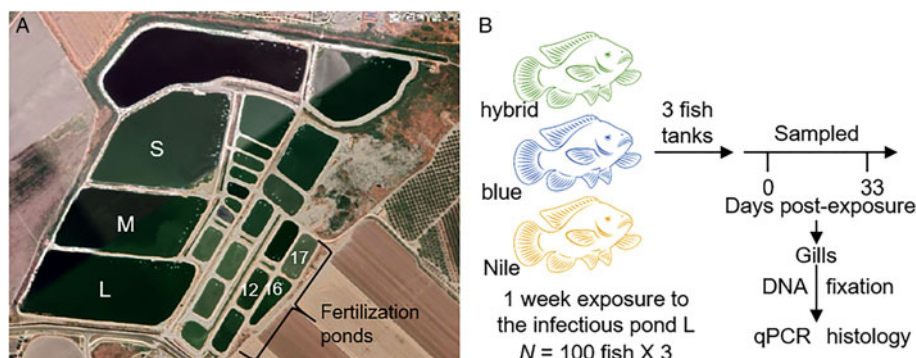 A
S
M
L
12
16
17
Fertilization
ponds
B
hybrid
blue
Nile
1 week exposure to
the infectious pond L
N = 100 fish X 3
3 fish
tanks
Sampled
0
33
Days post-exposure
Gills
DNA
fixation
qPCR
histology